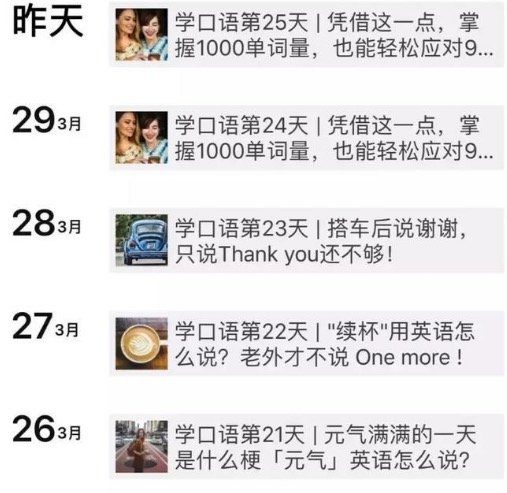 昨天
学口语第25天 | 凭借这一点，掌
握1000单词量，也能轻松应对9...
29 3月
学口语第24天 | 凭借这一点，掌
握1000单词量，也能轻松应对9...
28 3月
学口语第23天 | 搭车后说谢谢，
只说Thank you还不够！
27 3月
学口语第22天 | "续杯"用英语怎
么说？老外才不说 One more！
26 3月
学口语第21天 | 元气满满的一天
是什么梗「元气」英语怎么说？